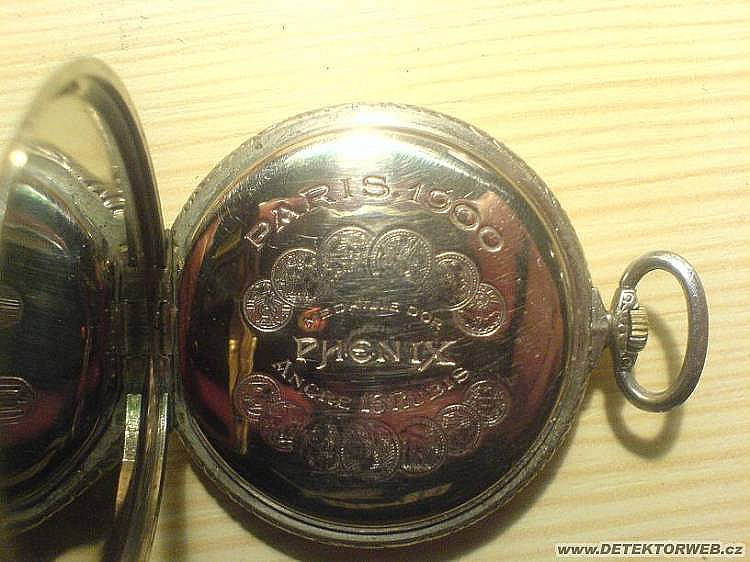 PARIS 1900
MEDAILLE D'OR
PHENIX
ANCRE 15 RUBIS
www.DETEKTORWEB.cz